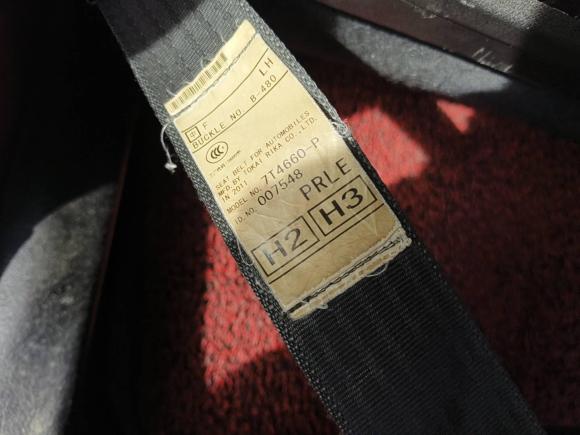 LH
F
BUCKLE NO. B-480
CCC
SEAT BELT FOR AUTOMOBILES
MFD.BY TOKAI RIKA CO.,LTD.
IN 2011
MODEL NO. 7T4660-P
ID.NO. 007548
PRLE
H2 H3